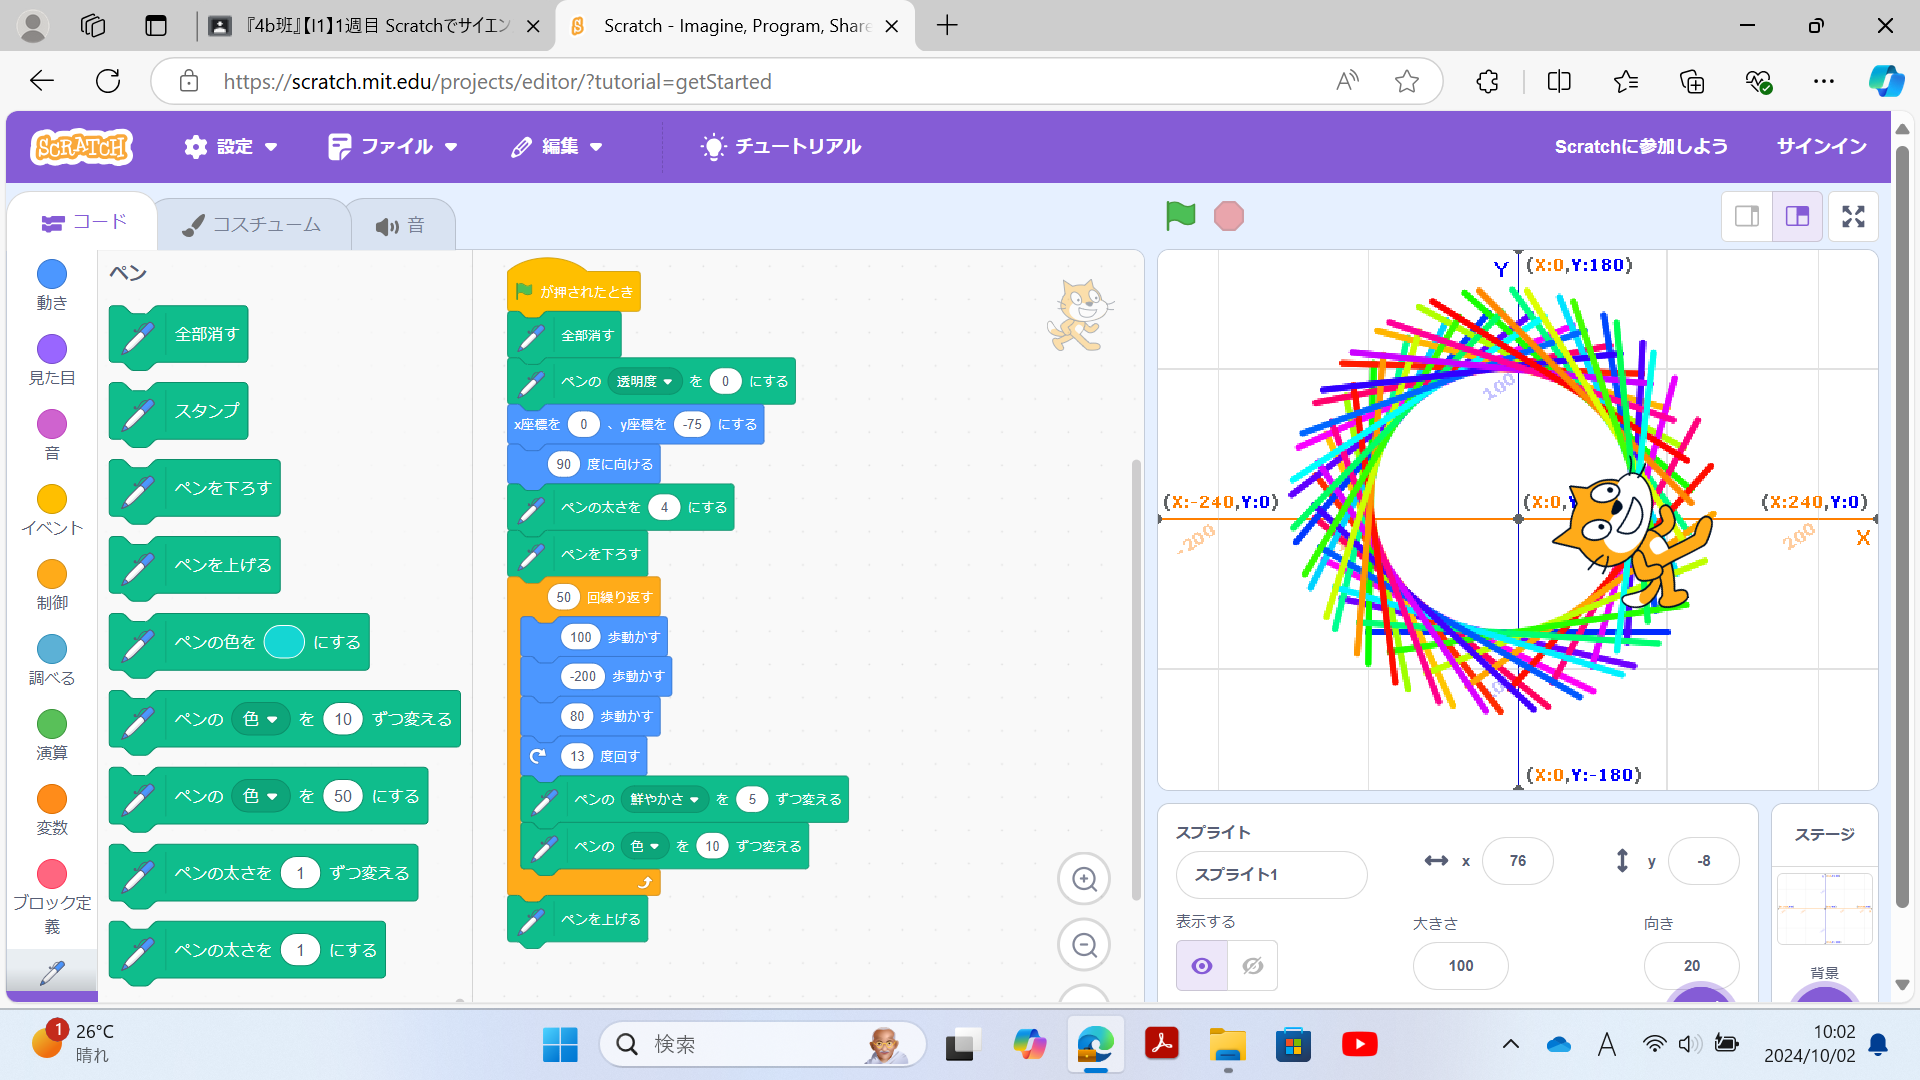 『4b班』【I1】1週目 Scratchでサイエン
Scratch - Imagine, Program, Share
https://scratch.mit.edu/projects/editor/?tutorial=getStarted
SCRATCH
設定
ファイル
編集
チュートリアル
Scratchに参加しよう
サインイン
コード
コスチューム
音
動き
見た目
音
イベント
制御
調べる
演算
変数
ブロック定
義
ペン
全部消す
スタンプ
ペンを下ろす
ペンを上げる
ペンの色を にする
ペンの 色 を 10 ずつ変える
ペンの 色 を 50 にする
ペンの太さを 1 ずつ変える
ペンの太さを 1 にする
が押されたとき
全部消す
ペンの 透明度 を 0 にする
x座標を 0 、y座標を -75 にする
90 度に向ける
ペンの太さを 4 にする
ペンを下ろす
50 回繰り返す
100 歩動かす
-200 歩動かす
80 歩動かす
13 度回す
ペンの 鮮やかさ を 5 ずつ変える
ペンの 色 を 10 ずつ変える
ペンを上げる
Y (X:0,Y:180)
100
(X:-240,Y:0)
(X:0,
(X:240,Y:0)
-200
200
X
(X:0,Y:-180)
スプライト
スプライト1
x 76
y -8
表示する
大きさ
100
向き
20
ステージ
背景
1
26°C
晴れ
検索
A
10:02
2024/10/02